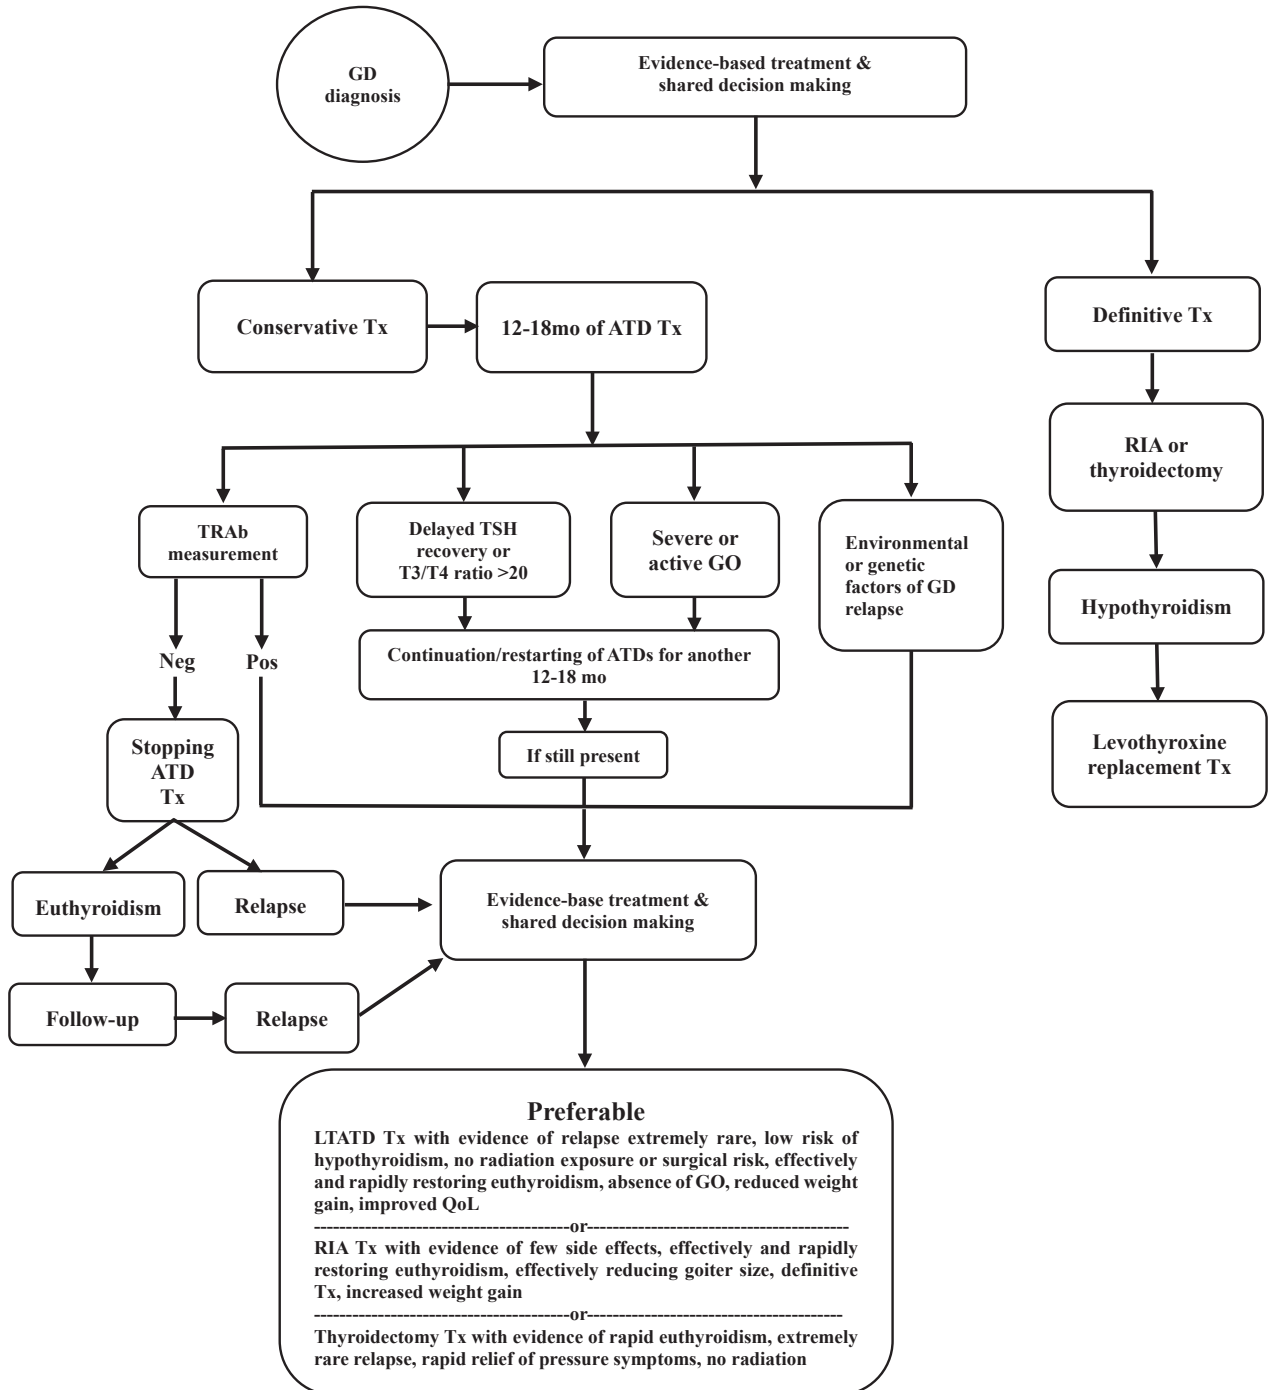 GD
diagnosis
Evidence-based treatment &
shared decision making
Conservative Tx
12-18mo of ATD Tx
Definitive Tx
RIA or
thyroidectomy
Hypothyroidism
Levothyroxine
replacement Tx
TRAb
measurement
Delayed TSH
recovery or
T3/T4 ratio >20
Severe or
active GO
Environmental
or genetic
factors of GD
relapse
Neg
Pos
Continuation/restarting of ATDs for another
12-18 mo
If still present
Stopping
ATD
Tx
Euthyroidism
Relapse
Evidence-base treatment &
shared decision making
Follow-up
Relapse
Preferable
LTATD Tx with evidence of relapse extremely rare, low risk of
hypothyroidism, no radiation exposure or surgical risk, effectively
and rapidly restoring euthyroidism, absence of GO, reduced weight
gain, improved QoL
-----------------------------------------or------------------------------------------
RIA Tx with evidence of few side effects, effectively and rapidly
restoring euthyroidism, effectively reducing goiter size, definitive
Tx, increased weight gain
-----------------------------------------or-----------------------------------------
Thyroidectomy Tx with evidence of rapid euthyroidism, extremely
rare relapse, rapid relief of pressure symptoms, no radiation